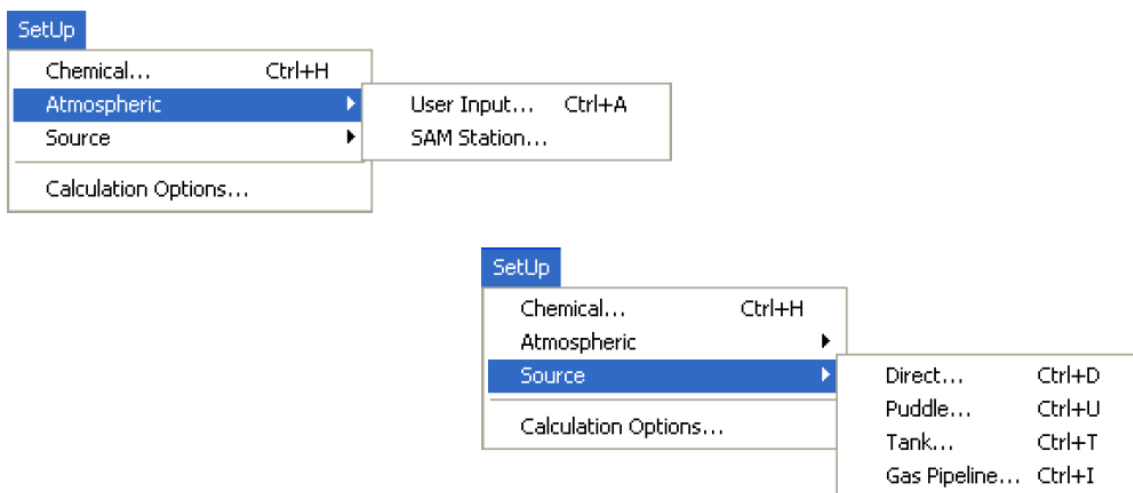 SetUp
Chemical... Ctrl+H
Atmospheric
User Input... Ctrl+A
Source
SAM Station...
Calculation Options...
SetUp
Chemical... Ctrl+H
Atmospheric
Source
Direct... Ctrl+D
Puddle... Ctrl+U
Calculation Options...
Tank... Ctrl+T
Gas Pipeline... Ctrl+I